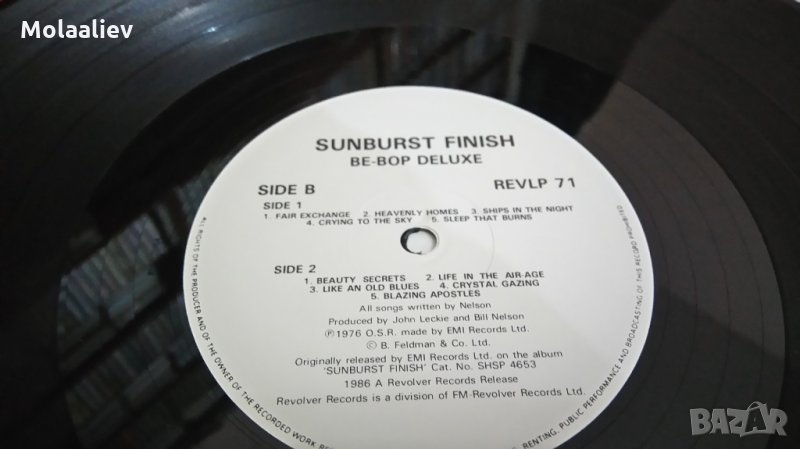 Molaaliev
SUNBURST FINISH
BE-BOP DELUXE
SIDE B REVLP 71
SIDE 1
1. FAIR EXCHANGE 2. HEAVENLY HOMES 3. SHIPS IN THE NIGHT
4. CRYING TO THE SKY 5. SLEEP THAT BURNS
SIDE 2
1. BEAUTY SECRETS 2. LIFE IN THE AIR-AGE
3. LIKE AN OLD BLUES 4. CRYSTAL GAZING
5. BLAZING APOSTLES
All songs written by Nelson
Produced by John Leckie and Bill Nelson
℗1976 O.S.R. made by EMI Records Ltd.
© B. Feldman & Co. Ltd.
Originally released by EMI Records Ltd. on the album
'SUNBURST FINISH' Cat. No. SHSP 4653
1986 A Revolver Records Release
Revolver Records is a division of FM-Revolver Records Ltd.
ALL RIGHTS OF THE PRODUCER AND OF THE OWNER OF THE RECORDED WORK RE
RENTING, PUBLIC PERFORMANCE AND BROADCASTING OF THIS RECORD PROHIBITED
BAZAR